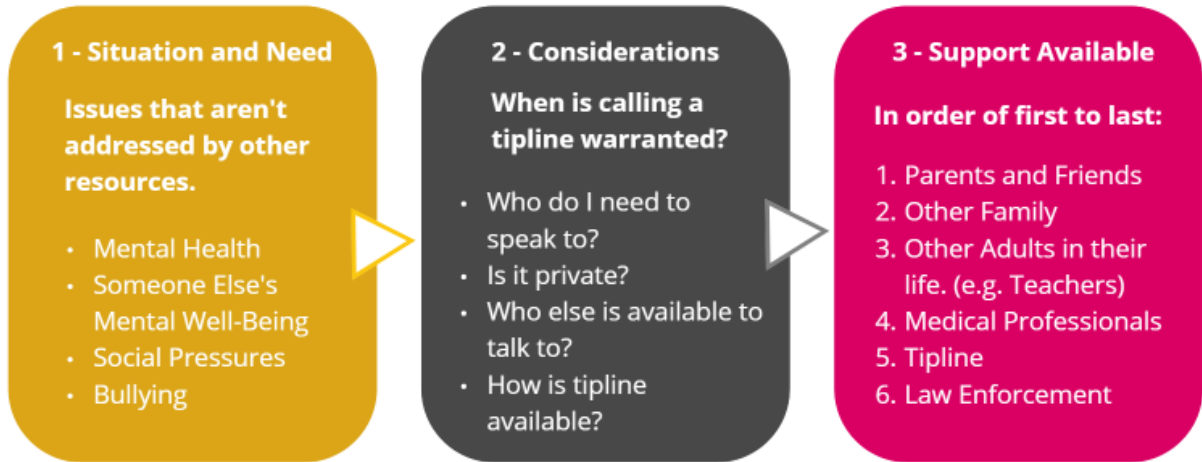 1 - Situation and Need
Issues that aren't
addressed by other
resources.
• Mental Health
• Someone Else's
Mental Well-Being
• Social Pressures
• Bullying
2 - Considerations
When is calling a
tipline warranted?
• Who do I need to
speak to?
• Is it private?
• Who else is available to
talk to?
• How is tipline
available?
3 - Support Available
In order of first to last:
1. Parents and Friends
2. Other Family
3. Other Adults in their
life. (e.g. Teachers)
4. Medical Professionals
5. Tipline
6. Law Enforcement